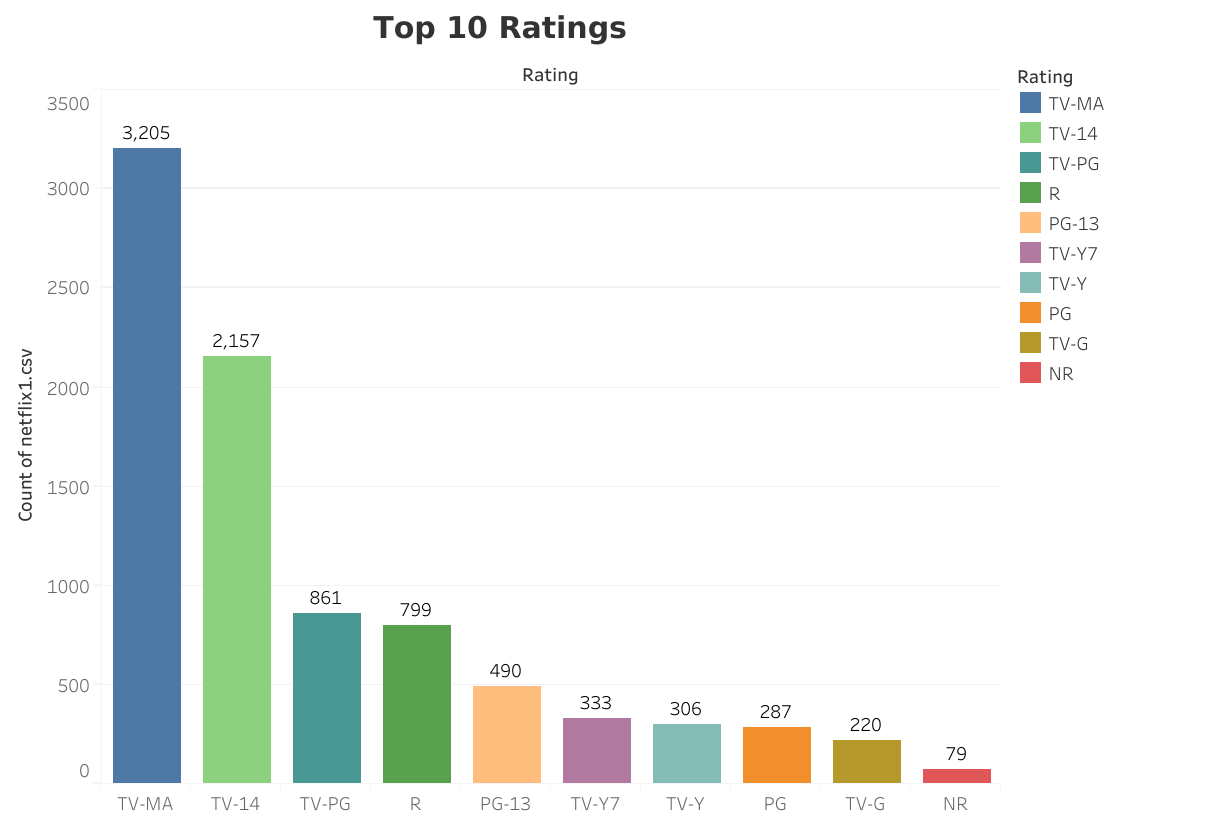 Top 10 Ratings
Rating
3500
3000
2500
2000
1500
1000
500
0
Count of netflix1.csv
3,205
2,157
861
799
490
333
306
287
220
79
TV-MA
TV-14
TV-PG
R
PG-13
TV-Y7
TV-Y
PG
TV-G
NR
Rating
TV-MA
TV-14
TV-PG
R
PG-13
TV-Y7
TV-Y
PG
TV-G
NR